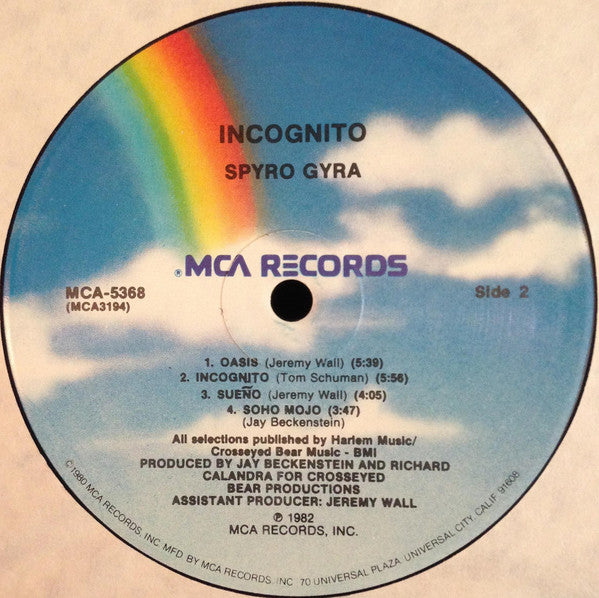 INCOGNITO
SPYRO GYRA
®MCA RECORDS
MCA-5368
(MCA3194)
Side 2
1. OASIS (Jeremy Wall) (5:39)
2. INCOGNITO (Tom Schuman) (5:56)
3. SUEÑO (Jeremy Wall) (4:05)
4. SOHO MOJO (3:47)
(Jay Beckenstein)
All selections published by Harlem Music/
Crosseyed Bear Music - BMI
PRODUCED BY JAY BECKENSTEIN AND RICHARD
CALANDRA FOR CROSSEYED
BEAR PRODUCTIONS
ASSISTANT PRODUCER: JEREMY WALL
℗ 1982
MCA RECORDS, INC.
©1980 MCA RECORDS, INC. MFD BY MCA RECORDS, INC. 70 UNIVERSAL PLAZA, UNIVERSAL CITY, CALIF. 91608